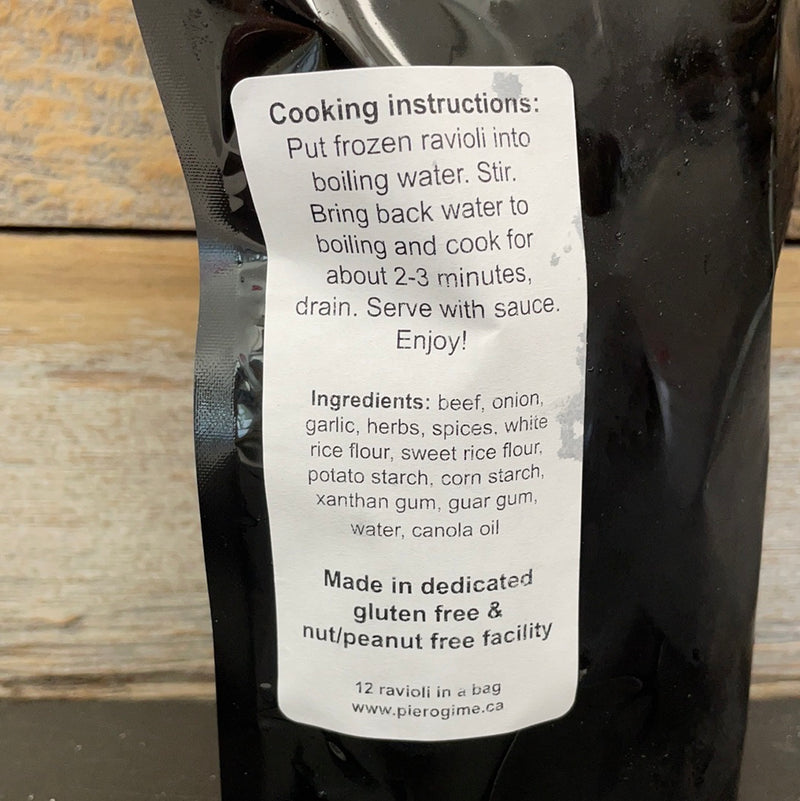 Cooking instructions:
Put frozen ravioli into
boiling water. Stir.
Bring back water to
boiling and cook for
about 2-3 minutes,
drain. Serve with sauce.
Enjoy!
Ingredients: beef, onion,
garlic, herbs, spices, white
rice flour, sweet rice flour,
potato starch, corn starch,
xanthan gum, guar gum,
water, canola oil
Made in dedicated
gluten free &
nut/peanut free facility
12 ravioli in a bag
www.pierogime.ca